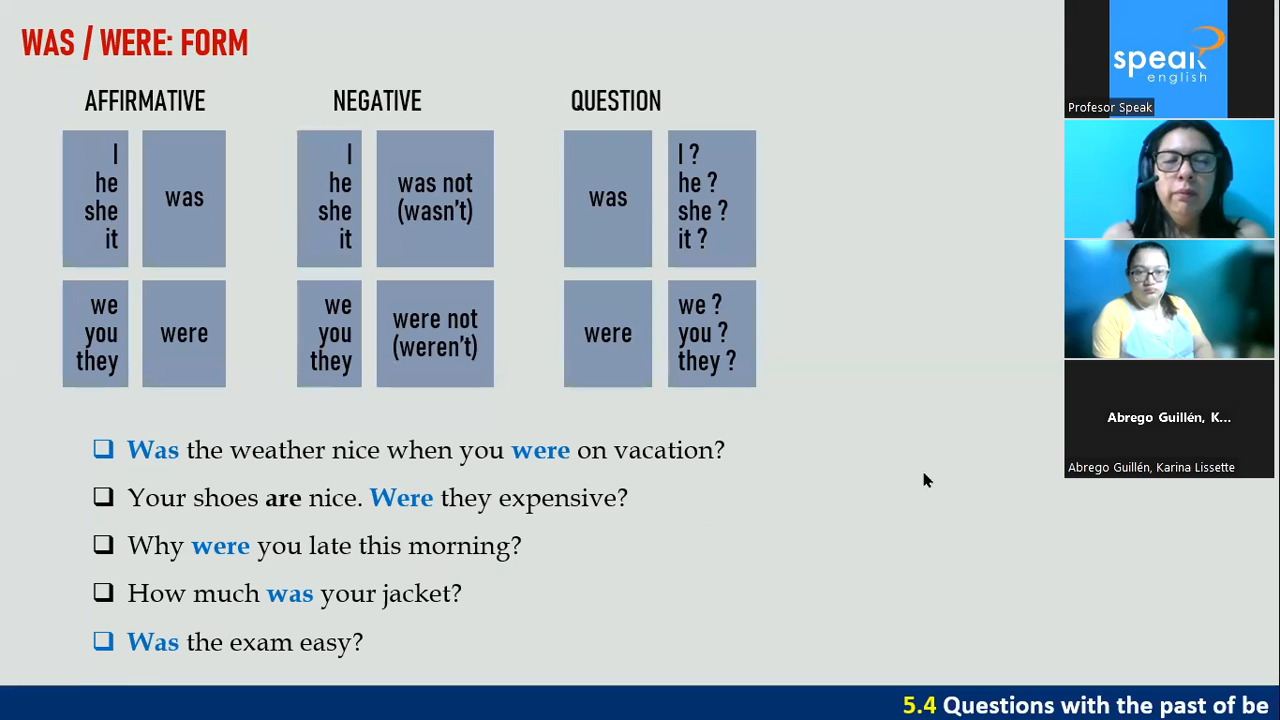 WAS / WERE: FORM
AFFIRMATIVE
NEGATIVE
QUESTION
I
he
she
it
was
I
he
she
it
was not
(wasn't)
was
I ?
he ?
she ?
it ?
we
you
they
were
we
you
they
were not
(weren't)
were
we ?
you ?
they ?
Was the weather nice when you were on vacation?
Your shoes are nice. Were they expensive?
Why were you late this morning?
How much was your jacket?
Was the exam easy?
5.4 Questions with the past of be
speak
english
Profesor Speak
Abrego Guillén, K...
Abrego Guillén, Karina Lissette